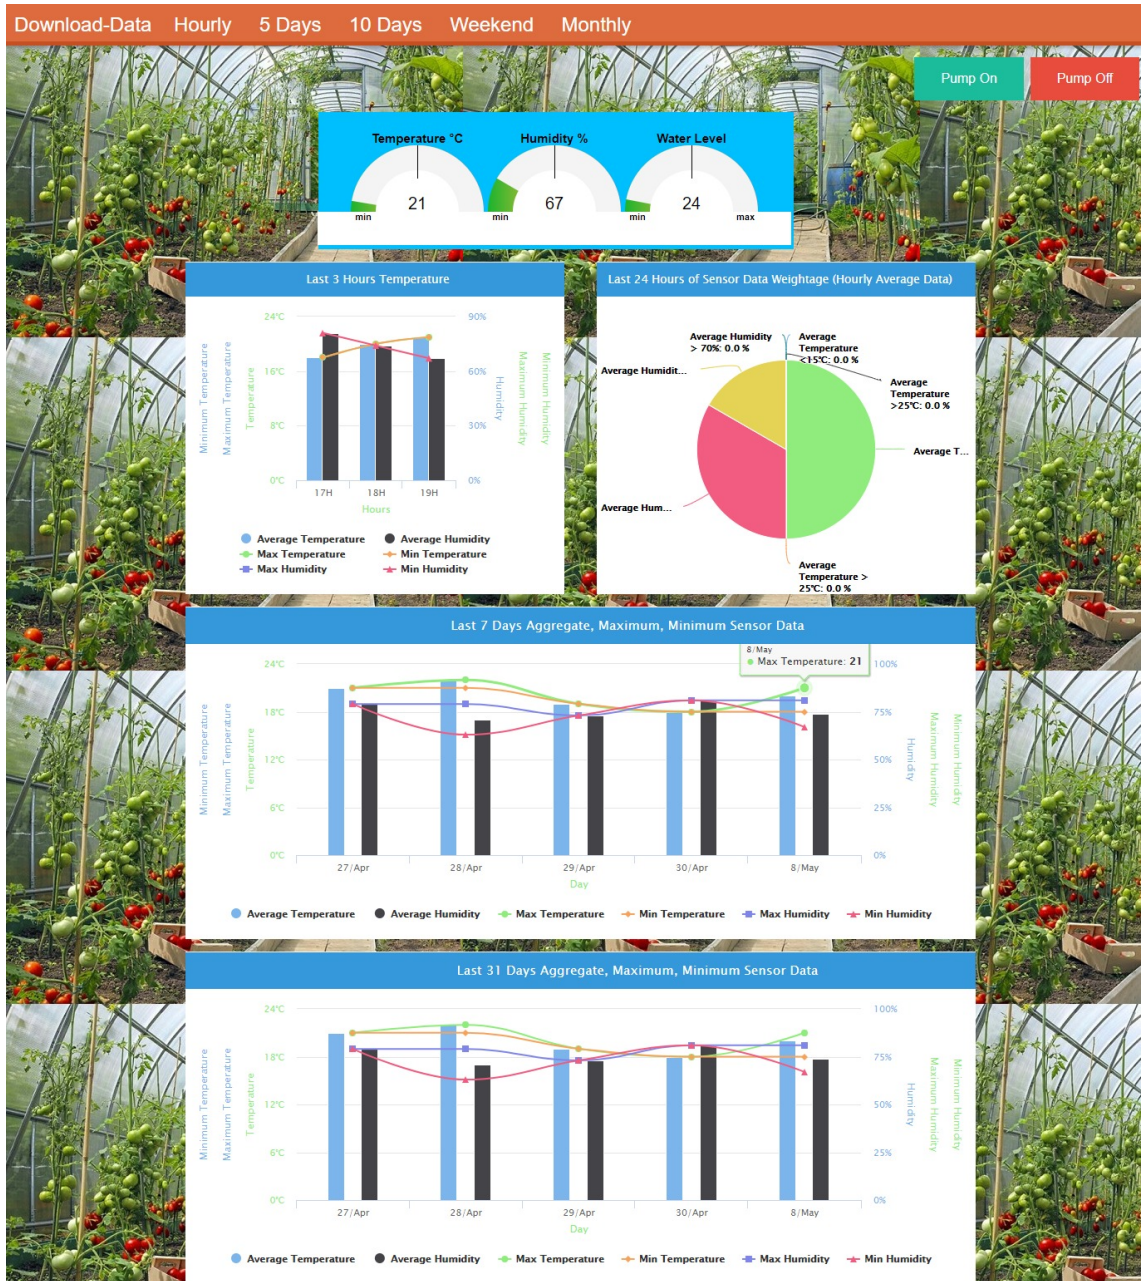 Download-Data Hourly 5 Days 10 Days Weekend Monthly
Pump On Pump Off
Temperature °C Humidity % Water Level
21 67 24
min min min max
Last 3 Hours Temperature
24°C 90%
16°C 60%
8°C 30%
0°C 0%
Minimum Temperature
Maximum Temperature
Temperature
Humidity
Maximum Humidity
Minimum Humidity
17H 18H 19H
Hours
Average Temperature Average Humidity
Max Temperature Min Temperature
Max Humidity Min Humidity
Last 24 Hours of Sensor Data Weightage (Hourly Average Data)
Average Humidity
> 70%: 0.0 %
Average
Temperature
<15°C: 0.0 %
Average Humidit...
Average
Temperature
>25°C: 0.0 %
Average T...
Average Hum...
Average
Temperature >
25°C: 0.0 %
Last 7 Days Aggregate, Maximum, Minimum Sensor Data
8/May
Max Temperature: 21
24°C 100%
18°C 75%
12°C 50%
6°C 25%
0°C 0%
Minimum Temperature
Maximum Temperature
Temperature
Humidity
Maximum Humidity
Minimum Humidity
27/Apr 28/Apr 29/Apr 30/Apr 8/May
Day
Average Temperature Average Humidity Max Temperature Min Temperature Max Humidity Min Humidity
Last 31 Days Aggregate, Maximum, Minimum Sensor Data
24°C 100%
18°C 75%
12°C 50%
6°C 25%
0°C 0%
Minimum Temperature
Maximum Temperature
Temperature
Humidity
Maximum Humidity
Minimum Humidity
27/Apr 28/Apr 29/Apr 30/Apr 8/May
Day
Average Temperature Average Humidity Max Temperature Min Temperature Max Humidity Min Humidity